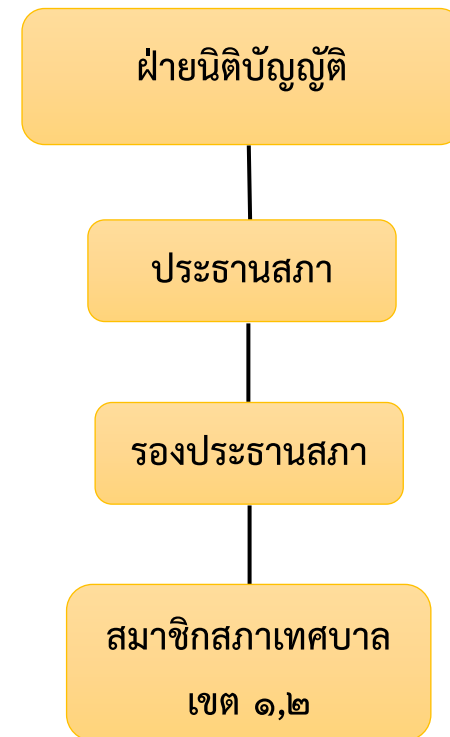 ฝ่ายนิติบัญญัติ
ประธานสภา
รองประธานสภา
สมาชิกสภาเทศบาล
เขต ๑,๒